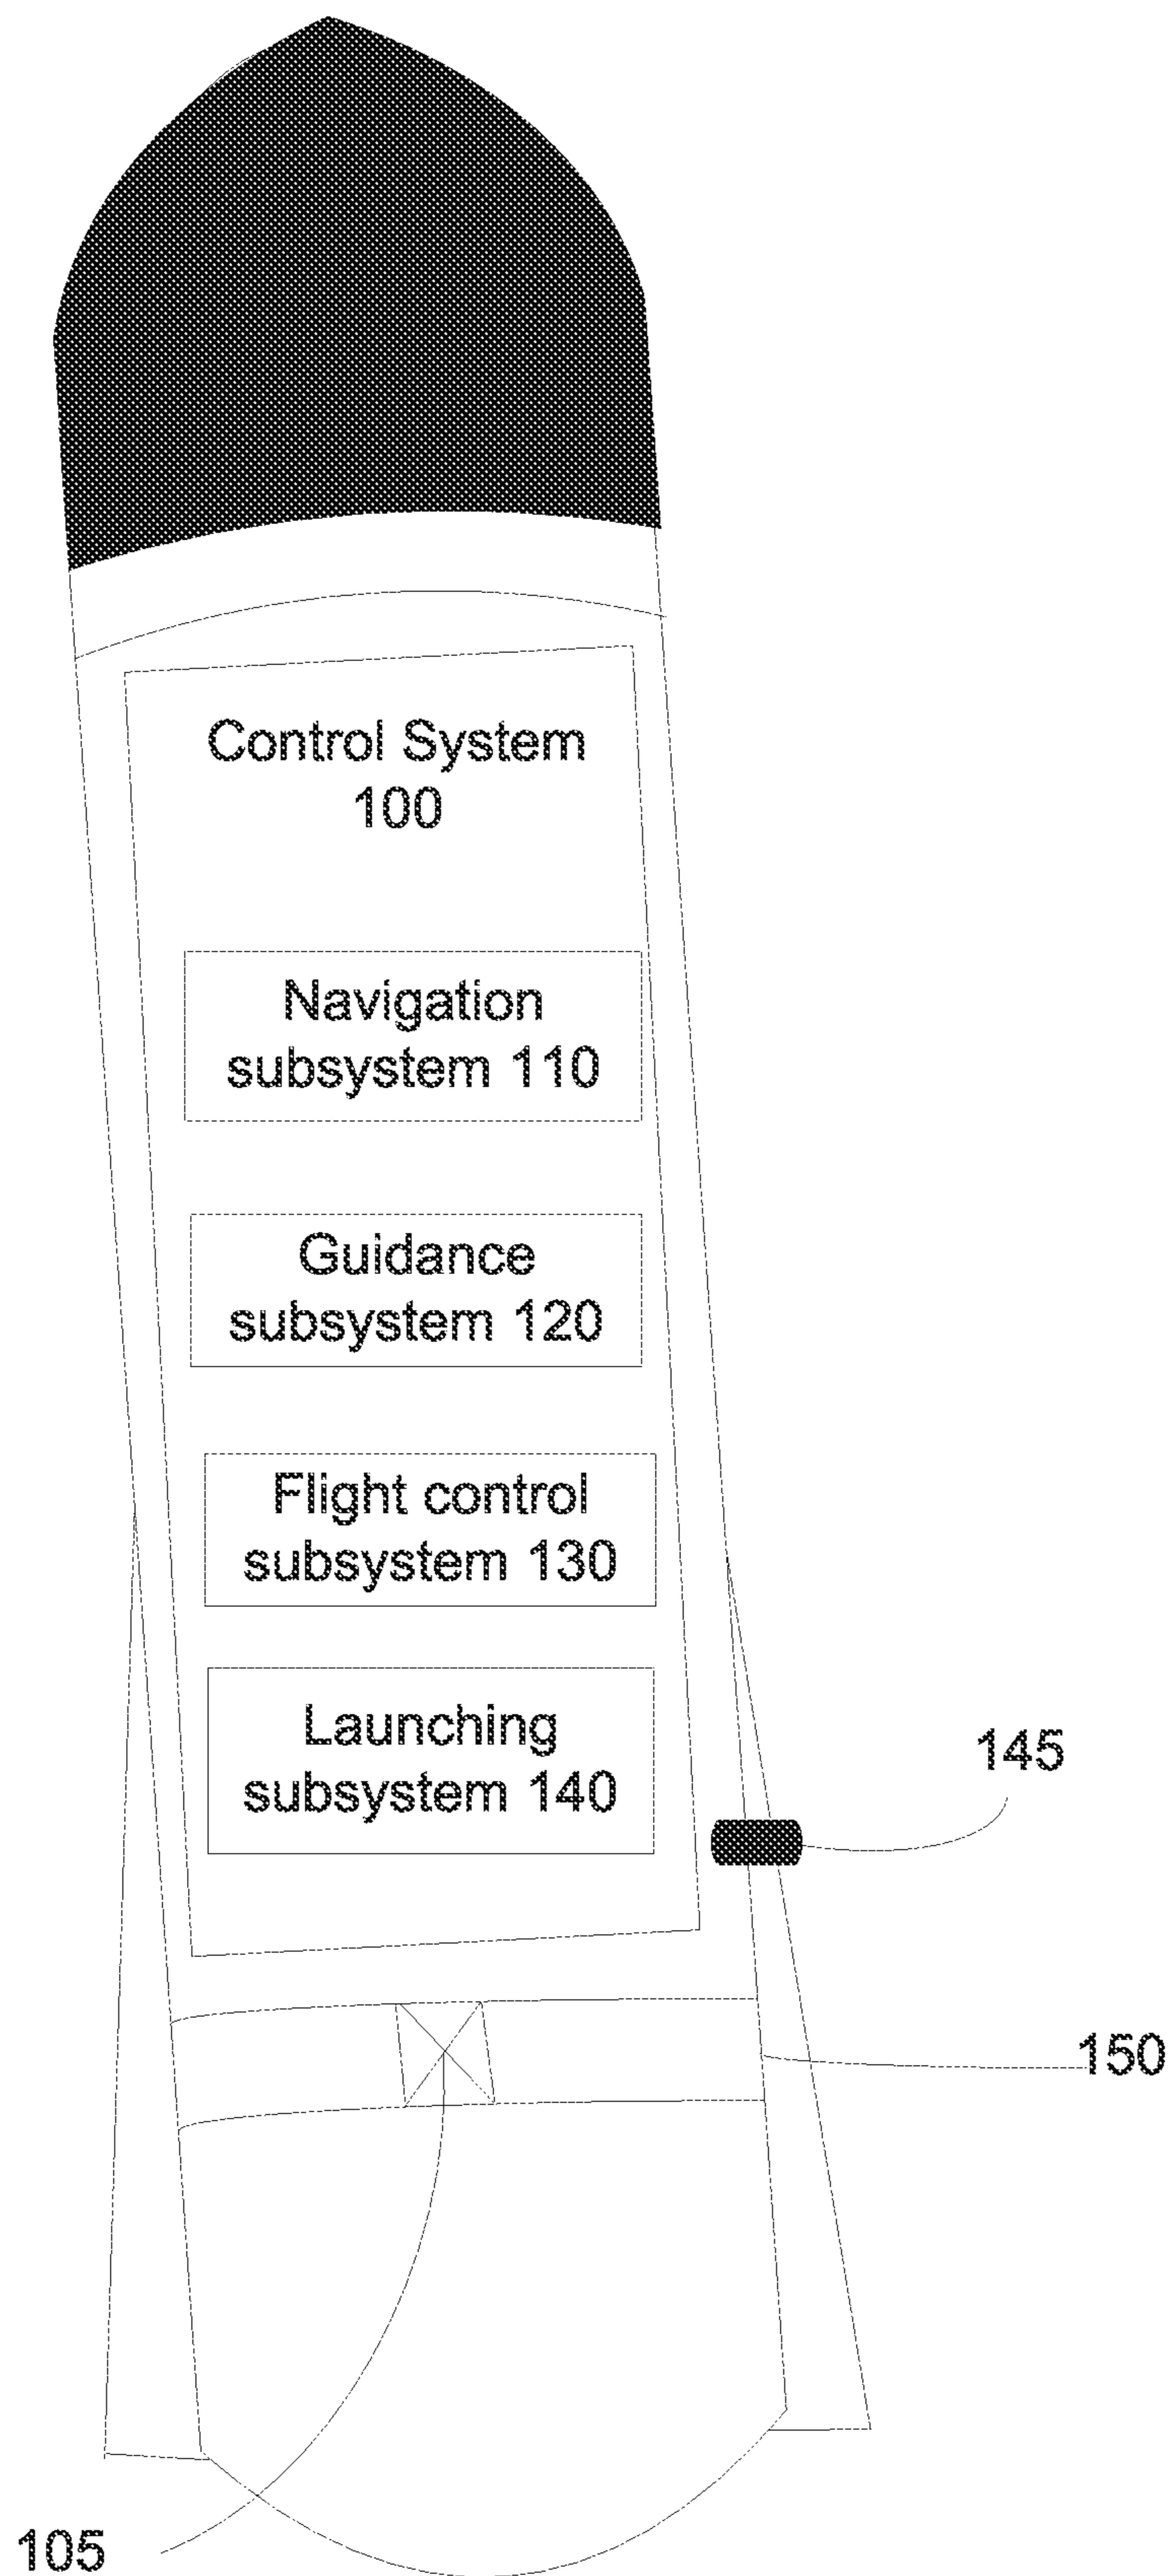 Control System
100
Navigation
subsystem 110
Guidance
subsystem 120
Flight control
subsystem 130
Launching
subsystem 140
145
150
105